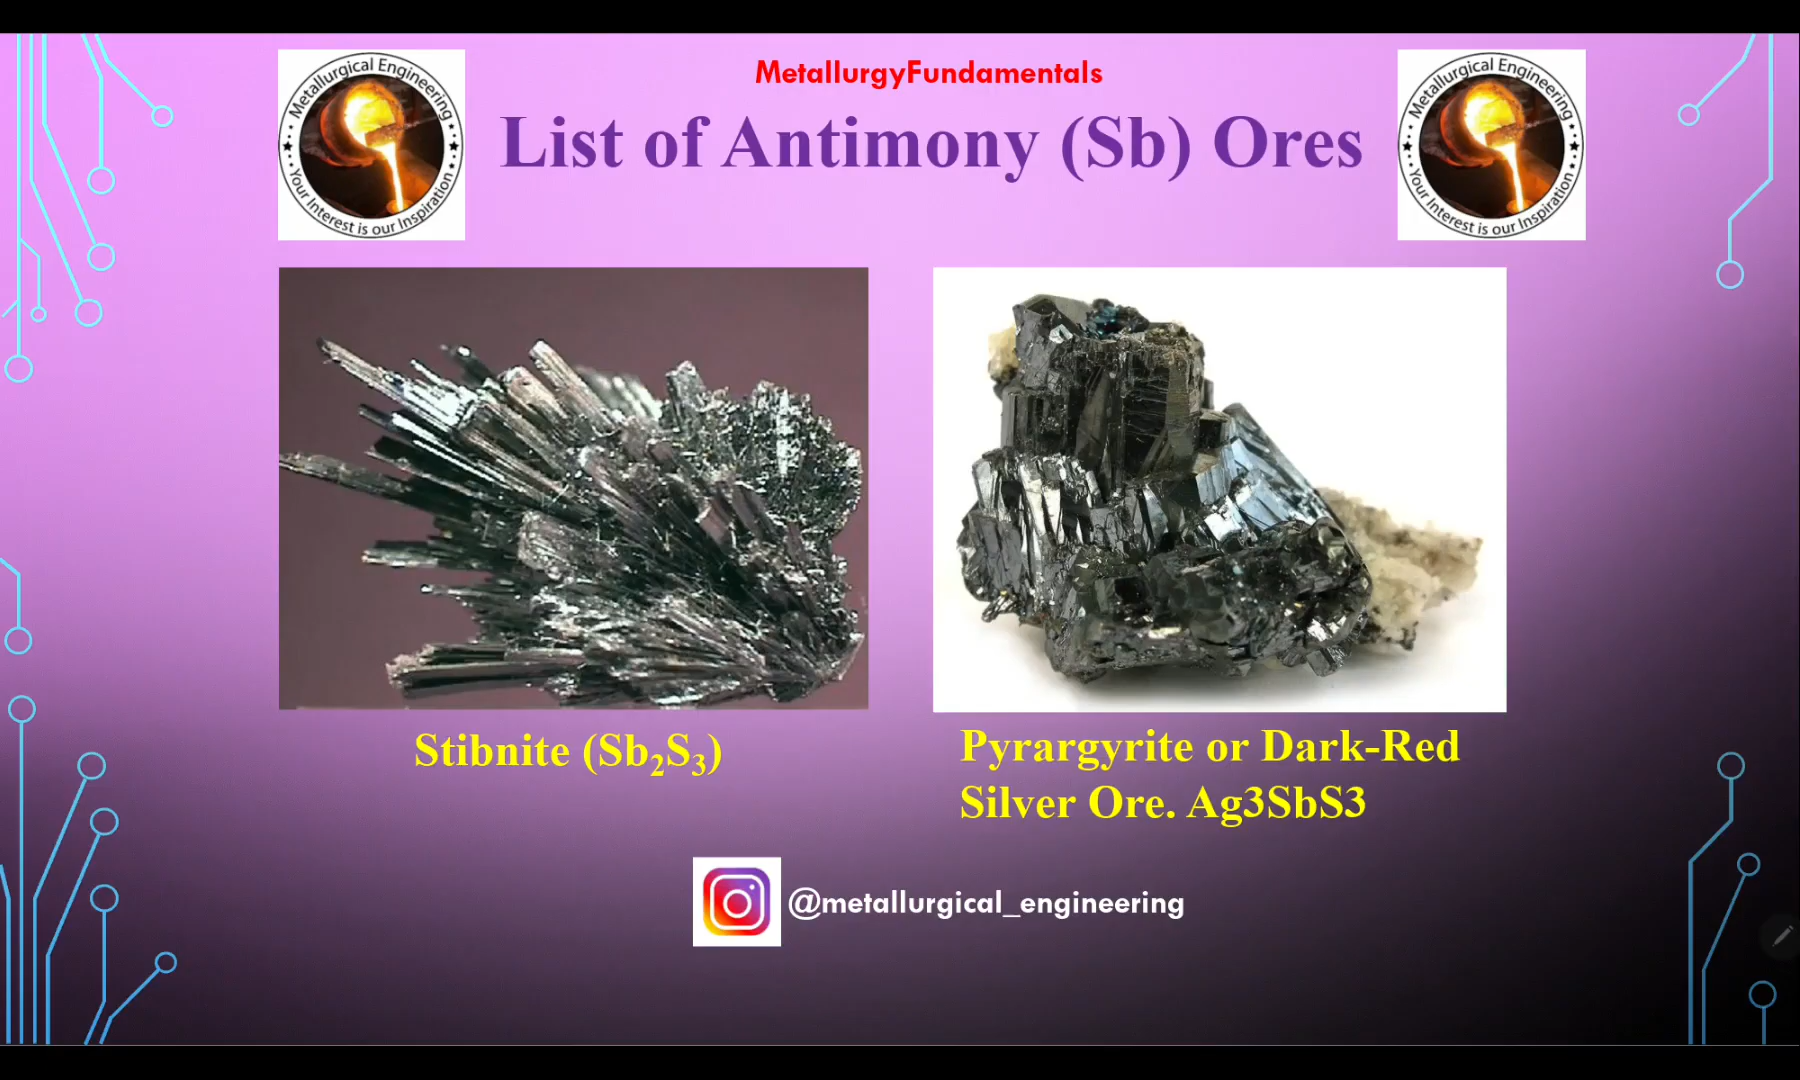 MetallurgyFundamentals
Metallurgical Engineering
Your Interest is our Inspiration
List of Antimony (Sb) Ores
Metallurgical Engineering
Your Interest is our Inspiration
Stibnite (Sb₂S₃)
Pyrargyrite or Dark-Red
Silver Ore. Ag3SbS3
@metallurgical_engineering